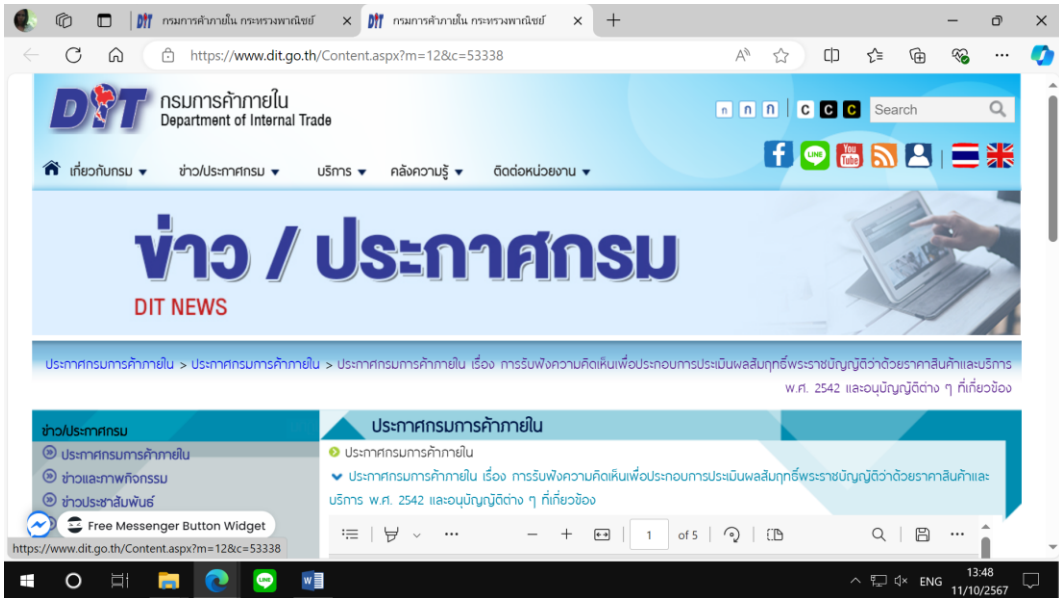 กรมการค้าภายใน กระทรวงพาณิชย์
กรมการค้าภายใน กระทรวงพาณิชย์
https://www.dit.go.th/Content.aspx?m=12&c=53338
DIT
กรมการค้าภายใน
Department of Internal Trade
ก ก ก C C C Search
LINE You Tube
เกี่ยวกับกรม ข่าว/ประกาศกรม บริการ คลังความรู้ ติดต่อหน่วยงาน
ข่าว / ประกาศกรม
DIT NEWS
ประกาศกรมการค้าภายใน > ประกาศกรมการค้าภายใน > ประกาศกรมการค้าภายใน เรื่อง การรับฟังความคิดเห็นเพื่อประกอบการประเมินผลสัมฤทธิ์พระราชบัญญัติว่าด้วยราคาสินค้าและบริการ
พ.ศ. 2542 และอนุบัญญัติต่าง ๆ ที่เกี่ยวข้อง
ข่าว/ประกาศกรม
ประกาศกรมการค้าภายใน
ข่าวและภาพกิจกรรม
ข่าวประชาสัมพันธ์
ประกาศกรมการค้าภายใน
ประกาศกรมการค้าภายใน
ประกาศกรมการค้าภายใน เรื่อง การรับฟังความคิดเห็นเพื่อประกอบการประเมินผลสัมฤทธิ์พระราชบัญญัติว่าด้วยราคาสินค้าและ
บริการ พ.ศ. 2542 และอนุบัญญัติต่าง ๆ ที่เกี่ยวข้อง
Free Messenger Button Widget
1 of 5
https://www.dit.go.th/Content.aspx?m=12&c=53338
ENG
13:48
11/10/2567